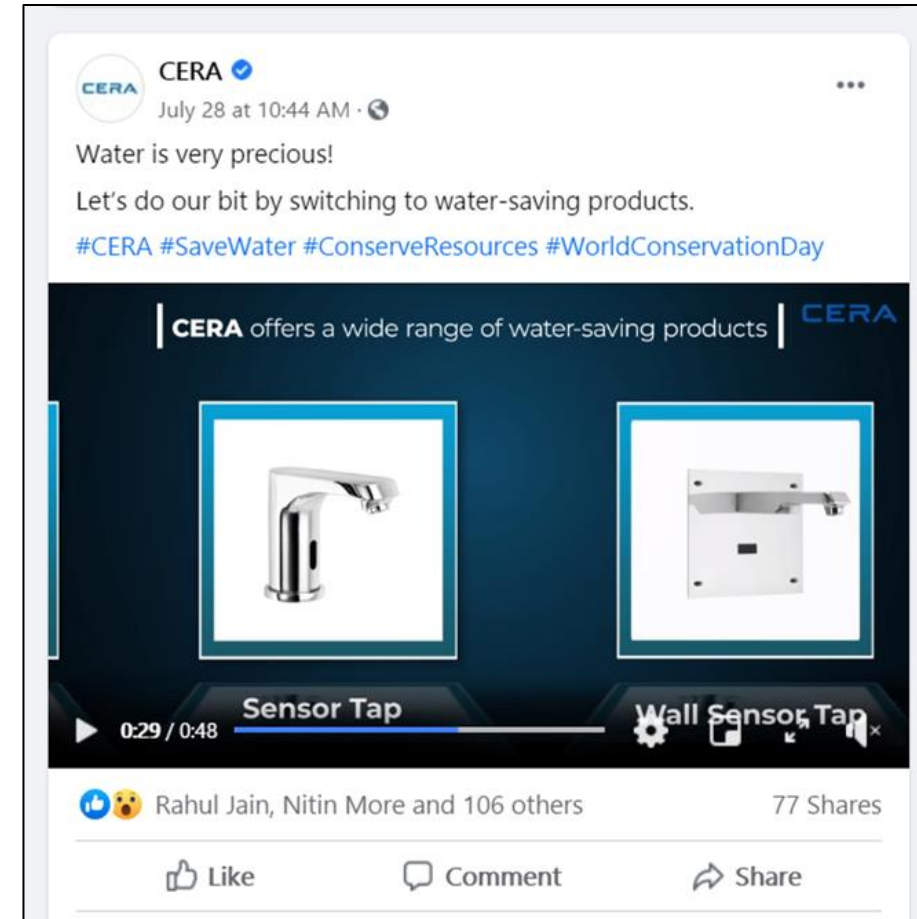 CERA
CERA
July 28 at 10:44 AM ·
Water is very precious!
Let's do our bit by switching to water-saving products.
#CERA #SaveWater #ConserveResources #WorldConservationDay
CERA offers a wide range of water-saving products
CERA
Sensor Tap
Wall Sensor Tap
0:29 / 0:48
Rahul Jain, Nitin More and 106 others
77 Shares
Like
Comment
Share